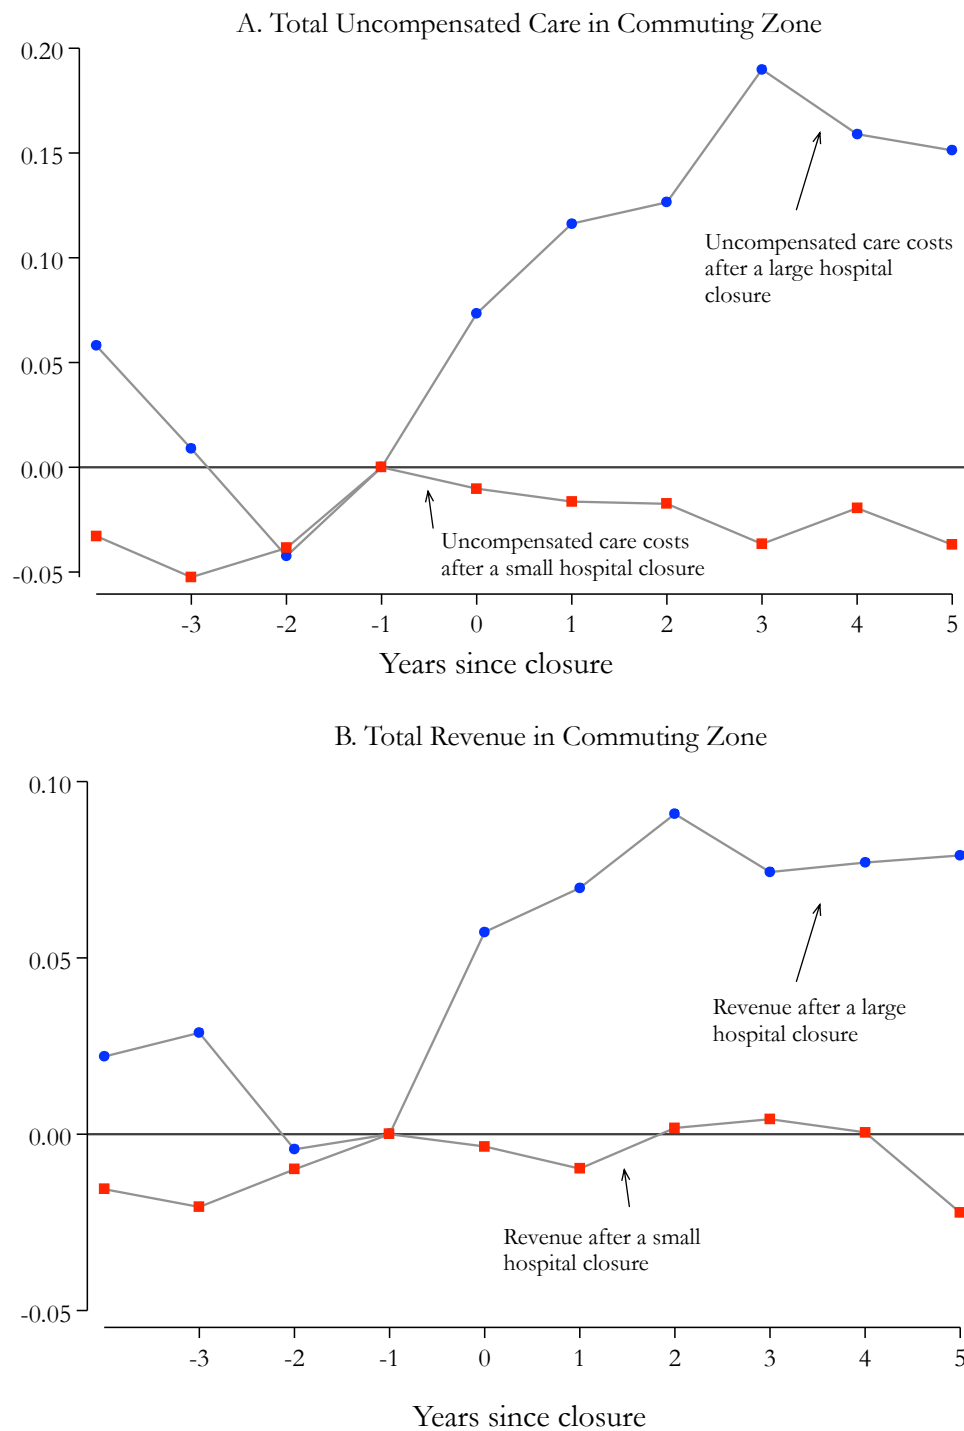 A. Total Uncompensated Care in Commuting Zone
0.20
0.15
0.10
0.05
0.00
-0.05
Uncompensated care costs
after a large hospital
closure
Uncompensated care costs
after a small hospital closure
-3 -2 -1 0 1 2 3 4 5
Years since closure
B. Total Revenue in Commuting Zone
0.10
0.05
0.00
-0.05
Revenue after a large
hospital closure
Revenue after a small
hospital closure
-3 -2 -1 0 1 2 3 4 5
Years since closure